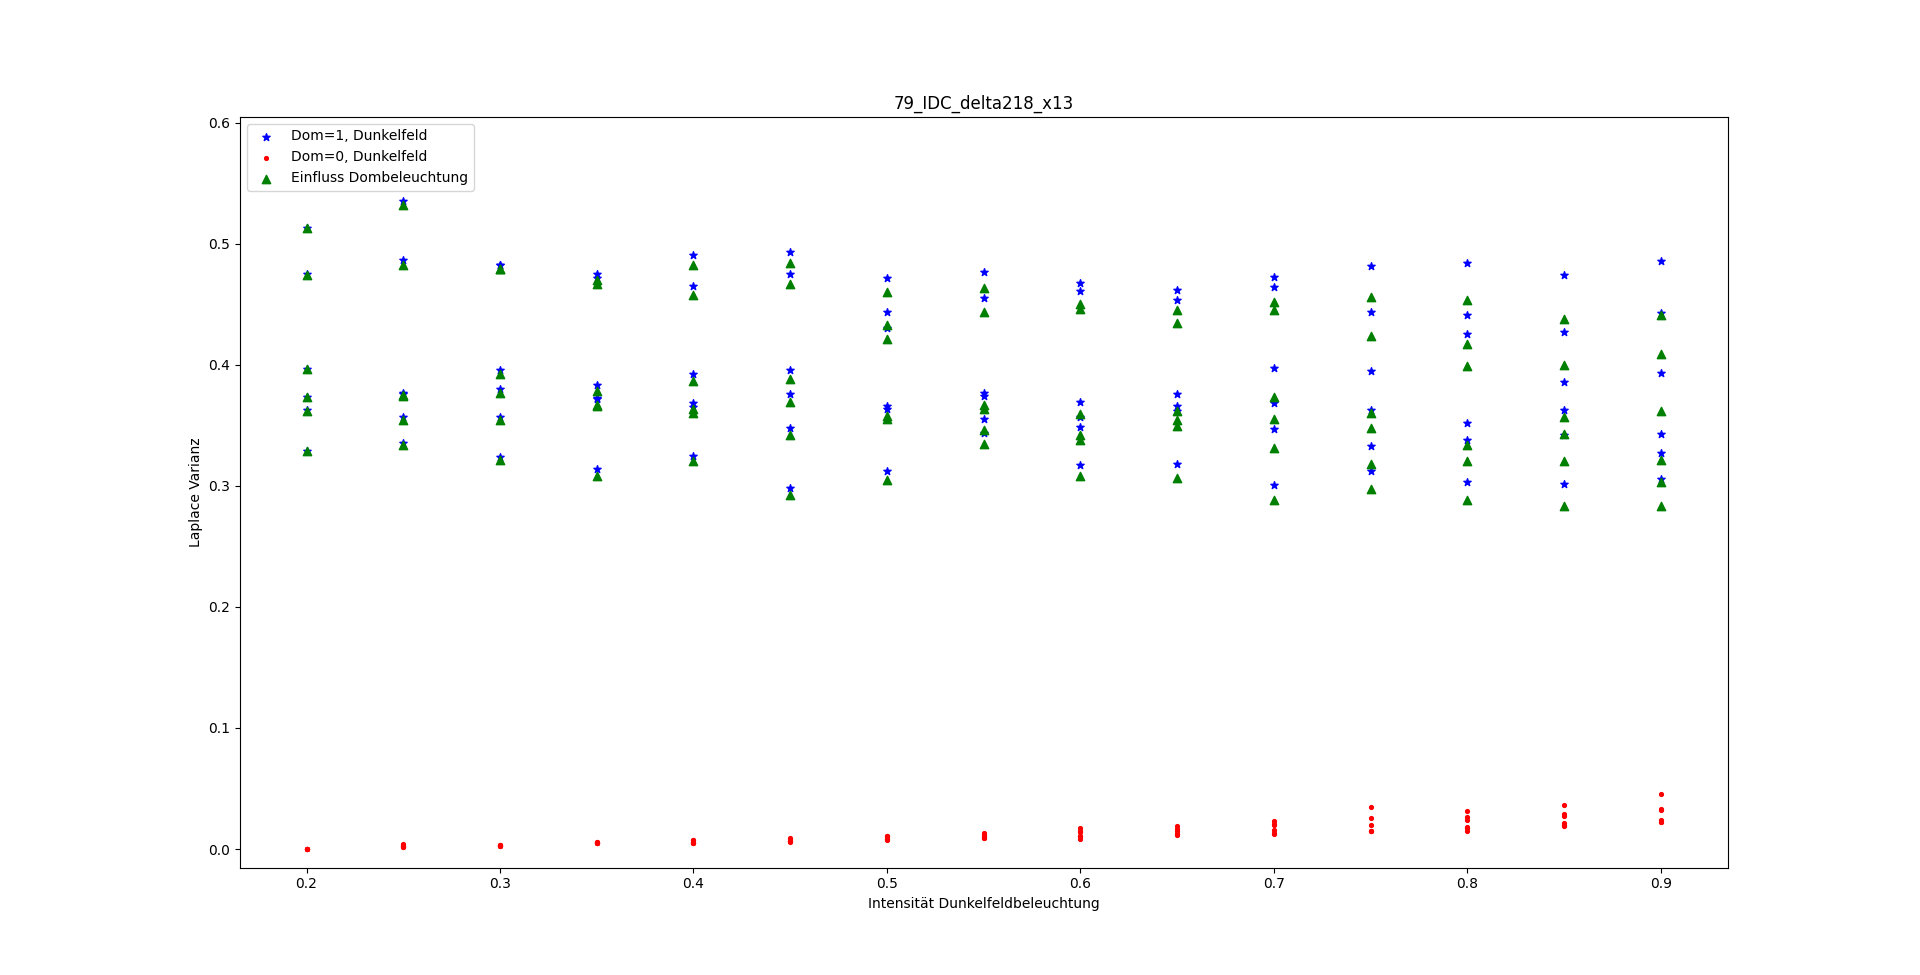 79_IDC_delta218_x13
Dom=1, Dunkelfeld
Dom=0, Dunkelfeld
Einfluss Dombeleuchtung
Laplace Varianz
0.6
0.5
0.4
0.3
0.2
0.1
0.0
0.2 0.3 0.4 0.5 0.6 0.7 0.8 0.9
Intensität Dunkelfeldbeleuchtung